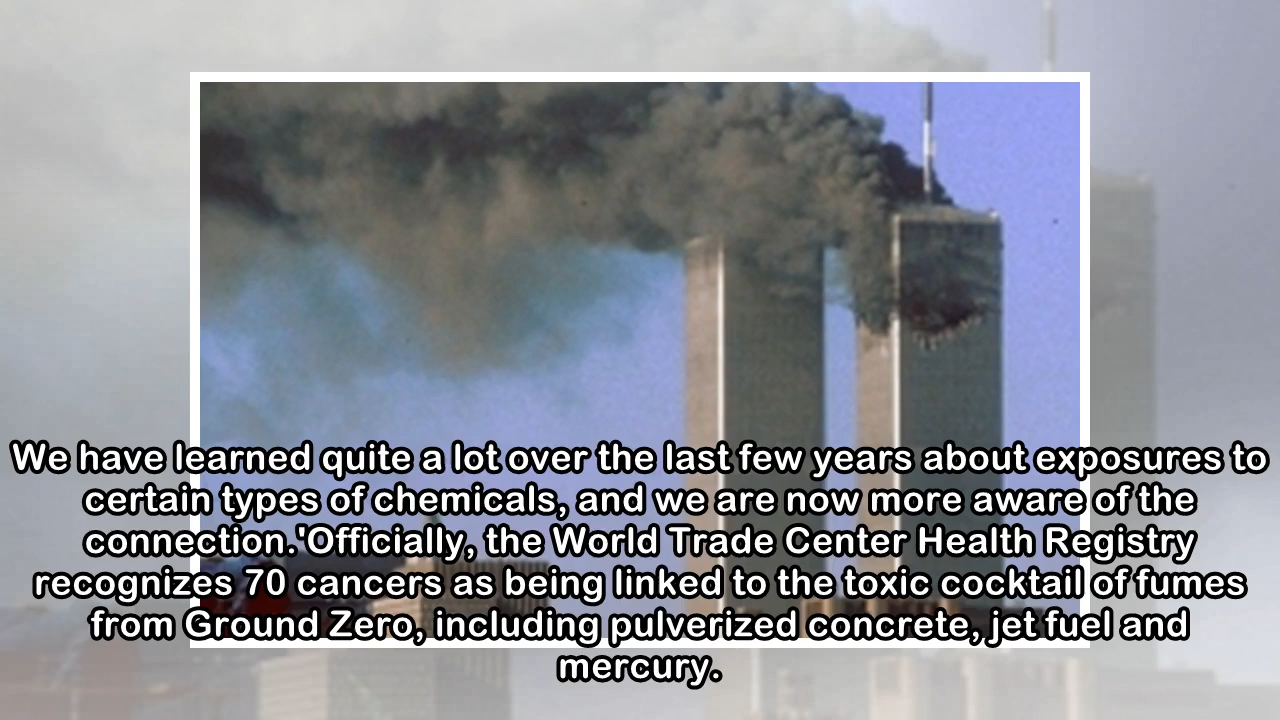 We have learned quite a lot over the last few years about exposures to
certain types of chemicals, and we are now more aware of the
connection.'Officially, the World Trade Center Health Registry
recognizes 70 cancers as being linked to the toxic cocktail of fumes
from Ground Zero, including pulverized concrete, jet fuel and
mercury.